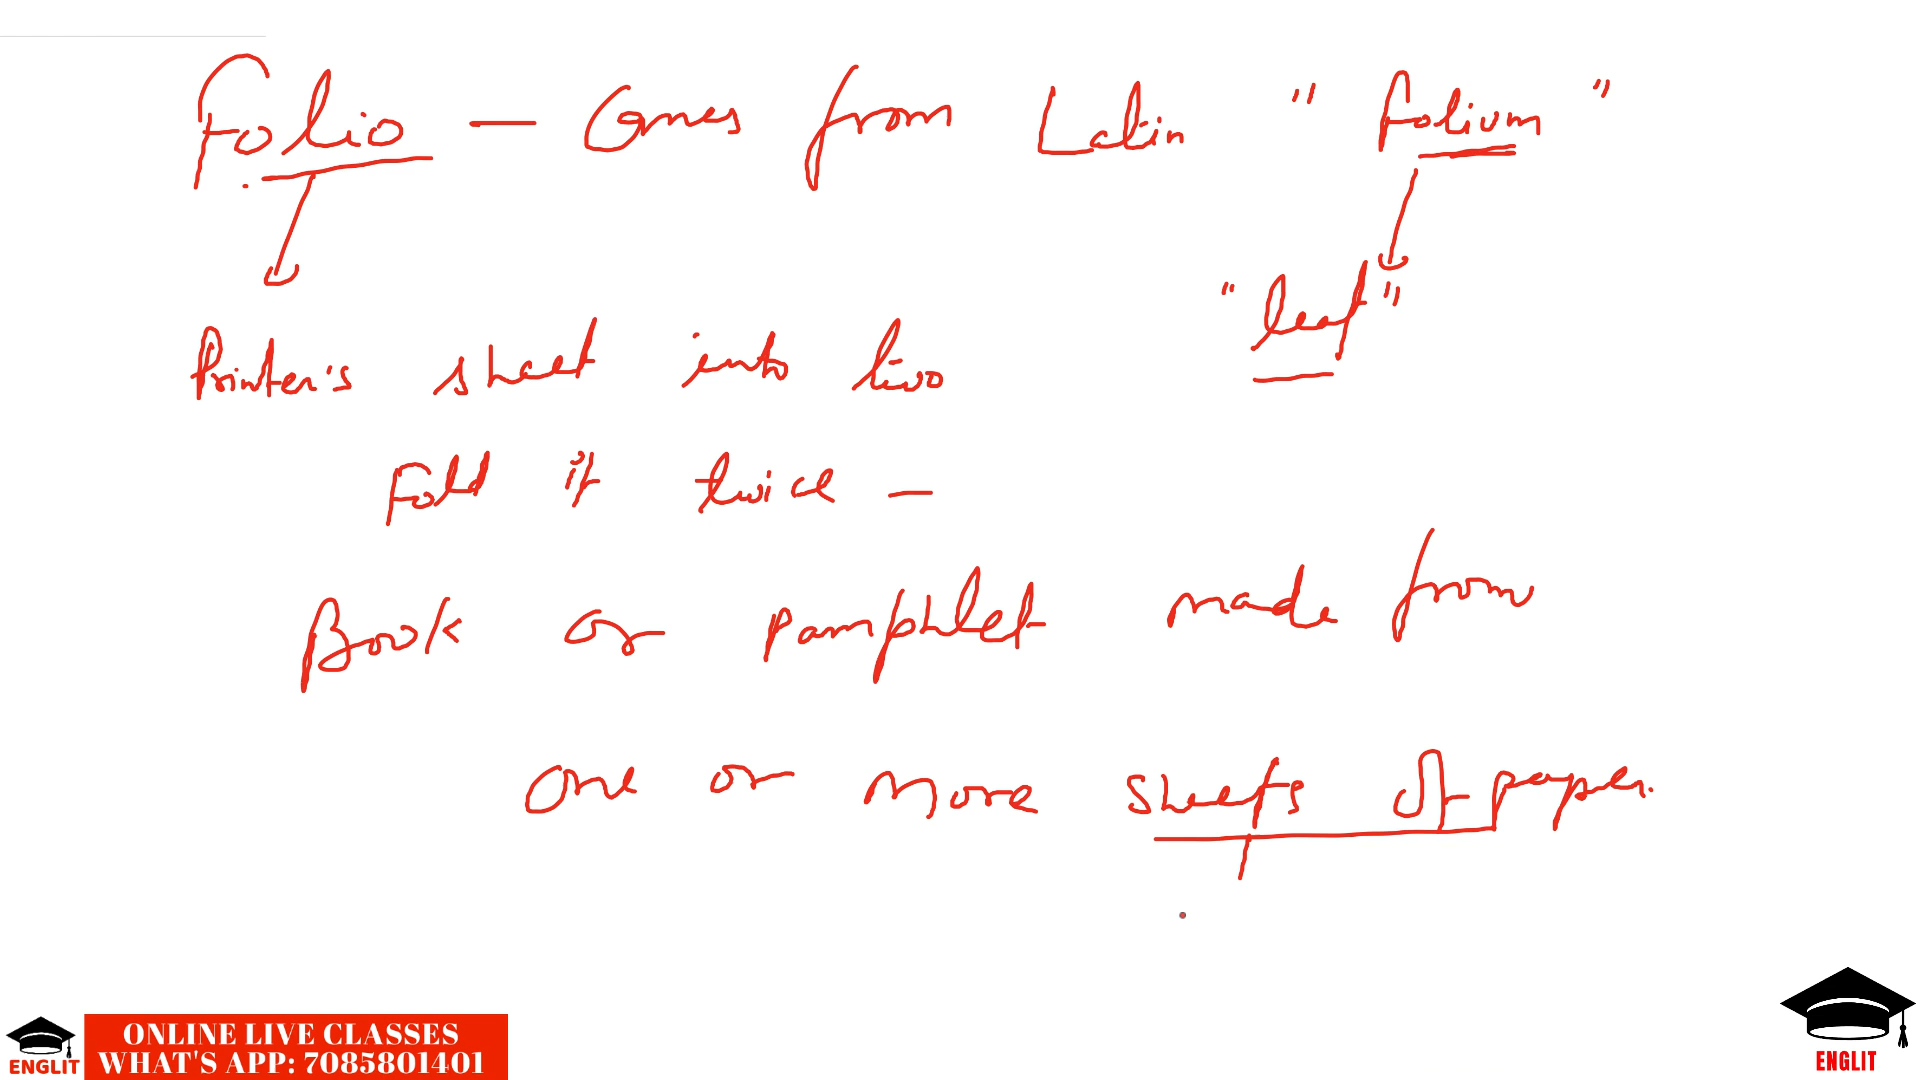 Folio — Comes from Latin "folium"
"leaf"
Printer's sheet into two
Fold it twice —
Book or pamphlet made from
one or more sheets of paper.
ONLINE LIVE CLASSES
WHAT'S APP: 7085801401
ENGLIT
ENGLIT